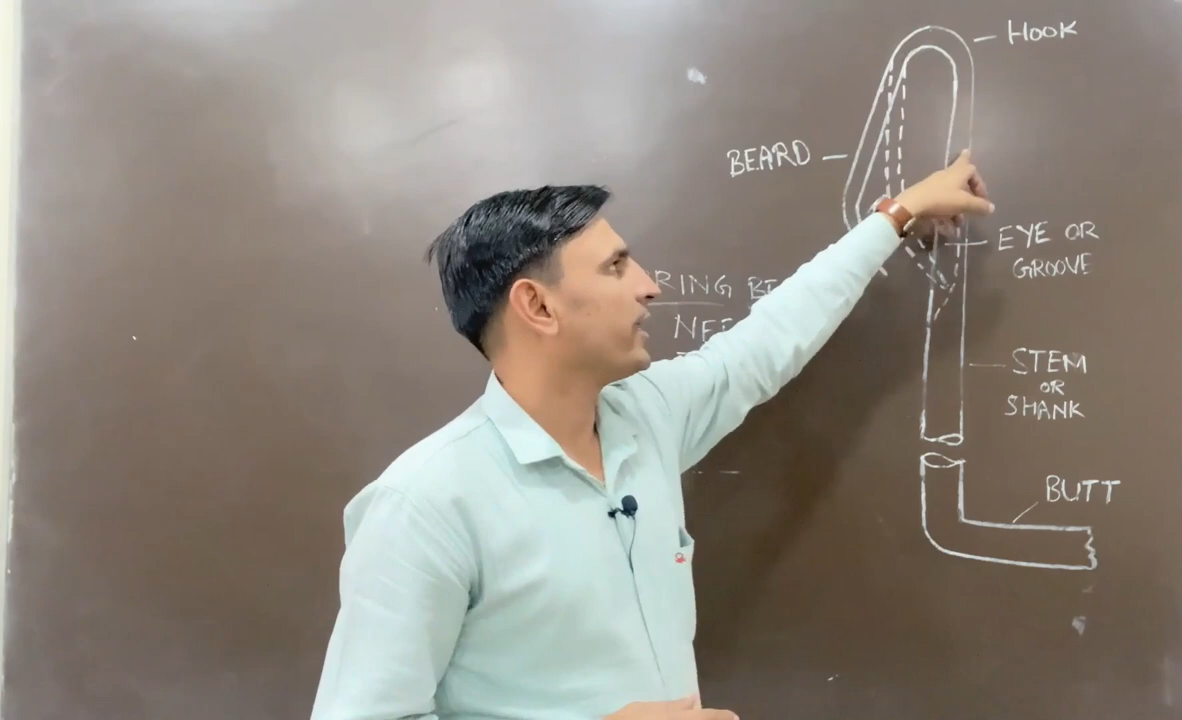 HOOK
BEARD
EYE OR
GROOVE
STEM
OR
SHANK
BUTT